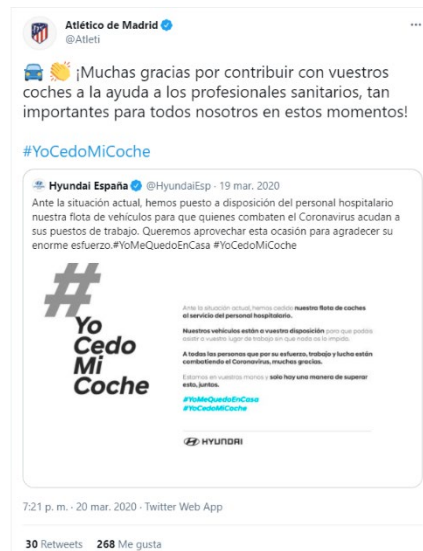 Atlético de Madrid
@Atleti
¡Muchas gracias por contribuir con vuestros
coches a la ayuda a los profesionales sanitarios, tan
importantes para todos nosotros en estos momentos!
#YoCedoMiCoche
Hyundai España @HyundaiEsp · 19 mar. 2020
Ante la situación actual, hemos puesto a disposición del personal hospitalario
nuestra flota de vehículos para que quienes combaten el Coronavirus acudan a
sus puestos de trabajo. Queremos aprovechar esta ocasión para agradecer su
enorme esfuerzo.#YoMeQuedoEnCasa #YoCedoMiCoche
#
Yo
Cedo
Mi
Coche
Ante la situación actual, hemos cedido nuestra flota de coches
al servicio del personal hospitalario.
Nuestros vehículos están a vuestra disposición para que podáis
asistir a vuestro lugar de trabajo sin que nada os lo impida.
A todas las personas que por su esfuerzo, trabajo y lucha están
combatiendo el Coronavirus, muchas gracias.
Estamos en vuestras manos y solo hay una manera de superar
esto, juntos.
#YoMeQuedoEnCasa
#YoCedoMiCoche
HYUNDAI
7:21 p. m. · 20 mar. 2020 · Twitter Web App
30 Retweets 268 Me gusta